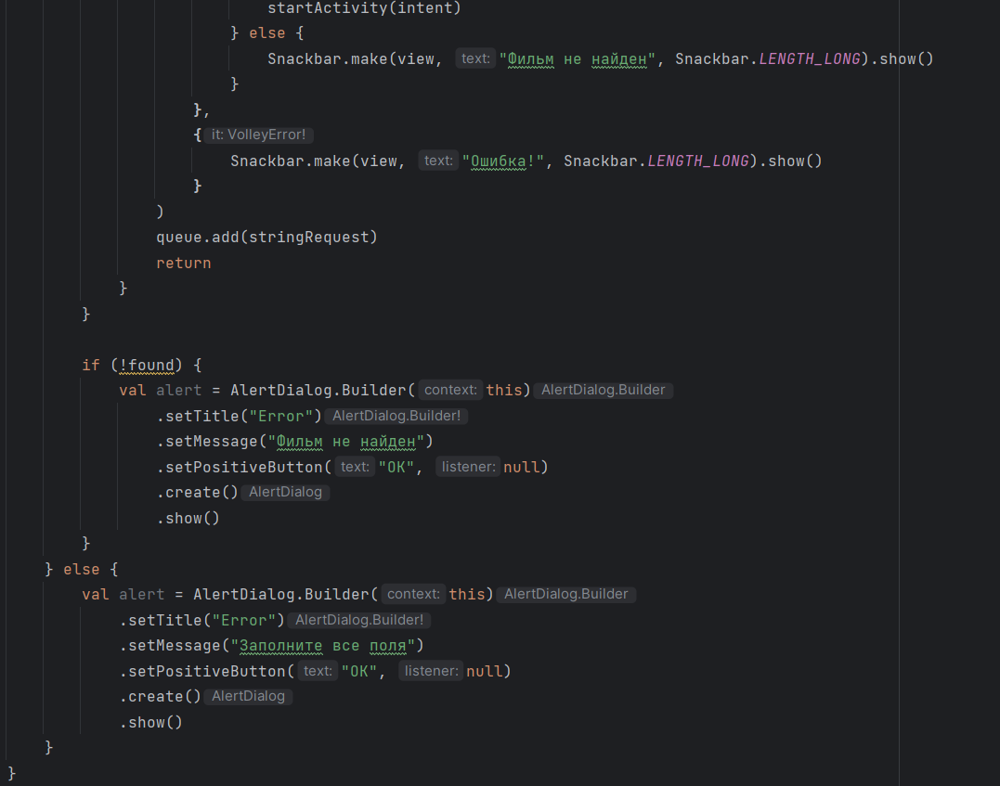 startActivity(intent)
} else {
Snackbar.make(view, text: "Фильм не найден", Snackbar.LENGTH_LONG).show()
}
},
{ it: VolleyError!
Snackbar.make(view, text: "Ошибка!", Snackbar.LENGTH_LONG).show()
}
)
queue.add(stringRequest)
return
}
}
if (!found) {
val alert = AlertDialog.Builder( context: this) AlertDialog.Builder
.setTitle("Error") AlertDialog.Builder!
.setMessage("Фильм не найден")
.setPositiveButton( text: "OK", listener: null)
.create() AlertDialog
.show()
}
} else {
val alert = AlertDialog.Builder( context: this) AlertDialog.Builder
.setTitle("Error") AlertDialog.Builder!
.setMessage("Заполните все поля")
.setPositiveButton( text: "OK", listener: null)
.create() AlertDialog
.show()
}
}